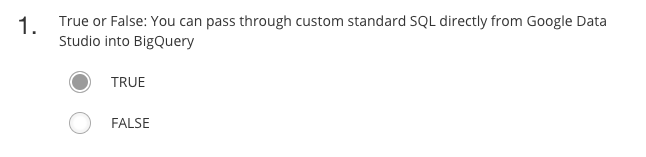 1. True or False: You can pass through custom standard SQL directly from Google Data
Studio into BigQuery
TRUE
FALSE